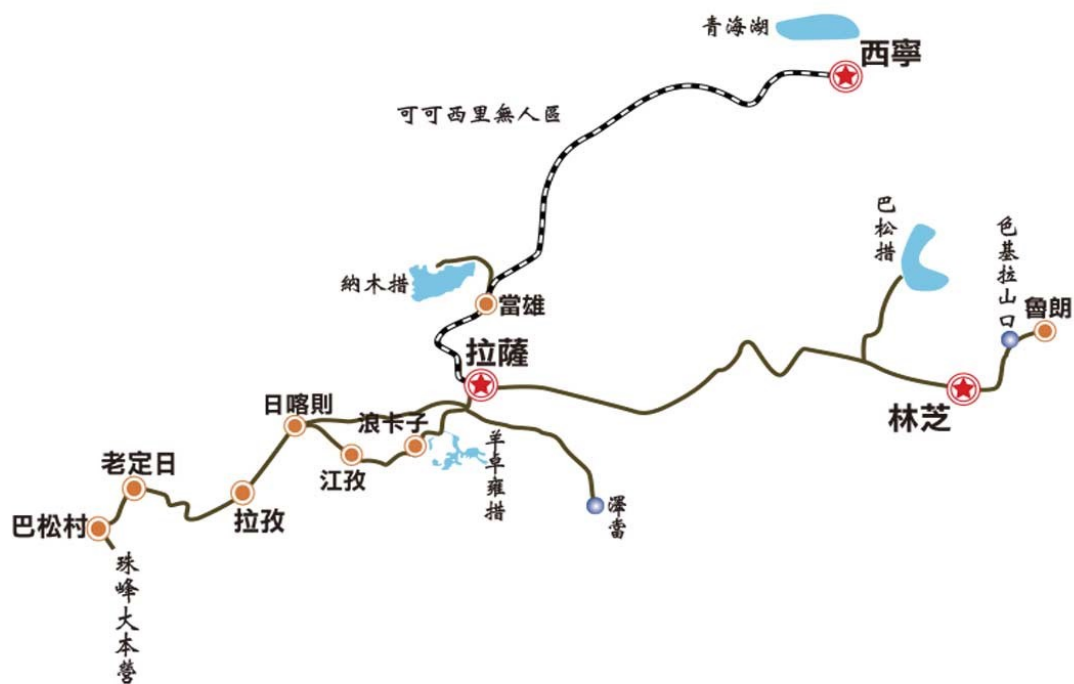 青海湖
西寧
可可西里無人區
巴松措
色基拉山口
納木措
當雄
魯朗
拉薩
日喀則
浪卡子
林芝
羊卓雍措
江孜
老定日
澤當
拉孜
巴松村
珠峰大本營